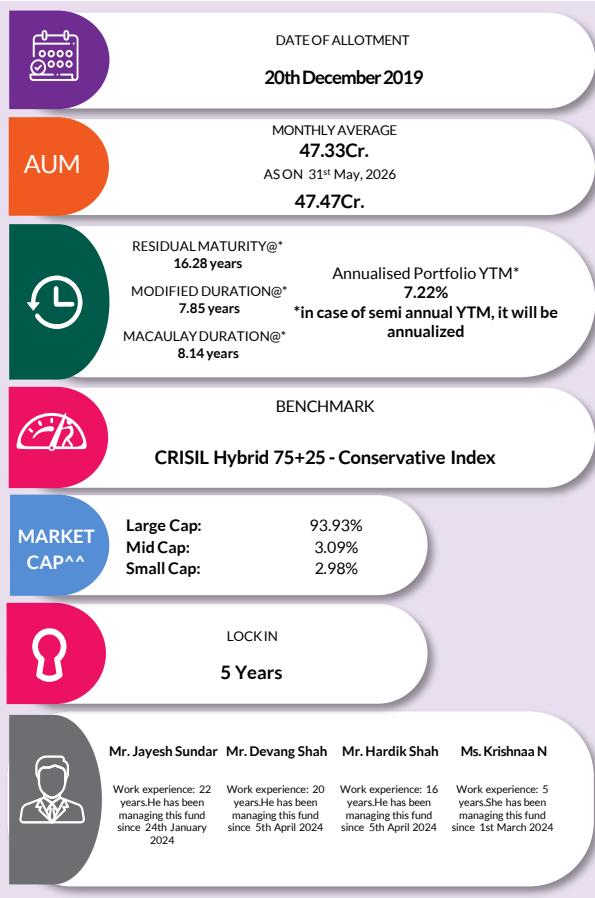 DATE OF ALLOTMENT
20th December 2019
AUM
MONTHLY AVERAGE
47.33Cr.
AS ON 31st May, 2026
47.47Cr.
RESIDUAL MATURITY@*
16.28 years
MODIFIED DURATION@*
7.85 years
MACAULAY DURATION@*
8.14 years
Annualised Portfolio YTM*
7.22%
*in case of semi annual YTM, it will be
annualized
BENCHMARK
CRISIL Hybrid 75+25 - Conservative Index
MARKET
CAP^^
Large Cap: 93.93%
Mid Cap: 3.09%
Small Cap: 2.98%
LOCK IN
5 Years
Mr. Jayesh Sundar
Work experience: 22
years.He has been
managing this fund
since 24th January
2024
Mr. Devang Shah
Work experience: 20
years.He has been
managing this fund
since 5th April 2024
Mr. Hardik Shah
Work experience: 16
years.He has been
managing this fund
since 5th April 2024
Ms. Krishnaa N
Work experience: 5
years.She has been
managing this fund
since 1st March 2024